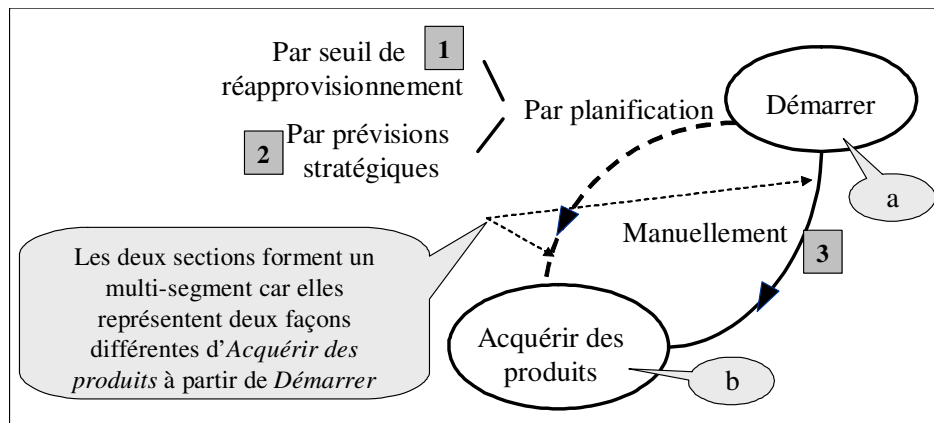 Par seuil de 1
réapprovisionnement
2 Par prévisions
stratégiques
Par planification
Démarrer
a
Manuellement
3
Les deux sections forment un
multi-segment car elles
représentent deux façons
différentes d'Acquérir des
produits à partir de Démarrer
Acquérir des
produits
b